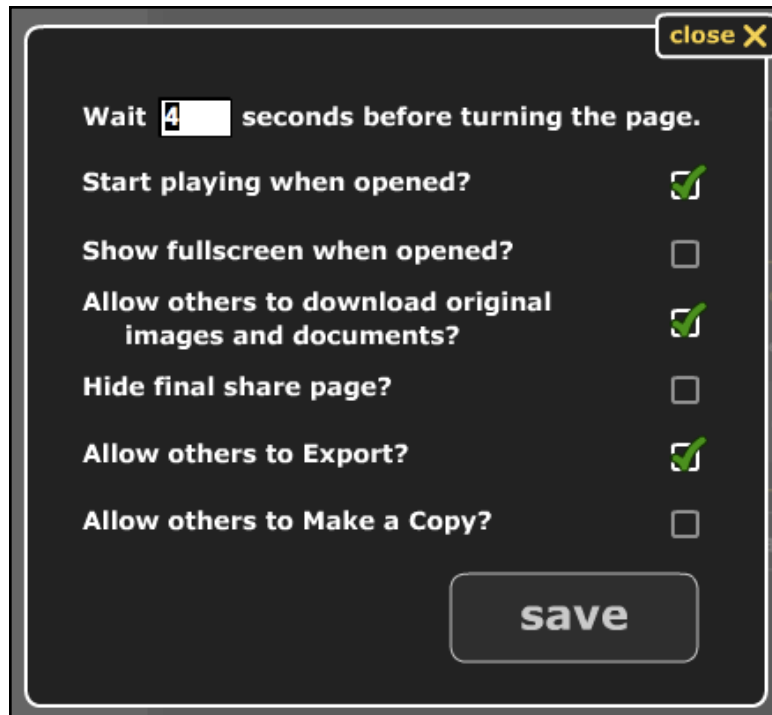 close X
Wait 4 seconds before turning the page.
Start playing when opened?
Show fullscreen when opened?
Allow others to download original
images and documents?
Hide final share page?
Allow others to Export?
Allow others to Make a Copy?
save